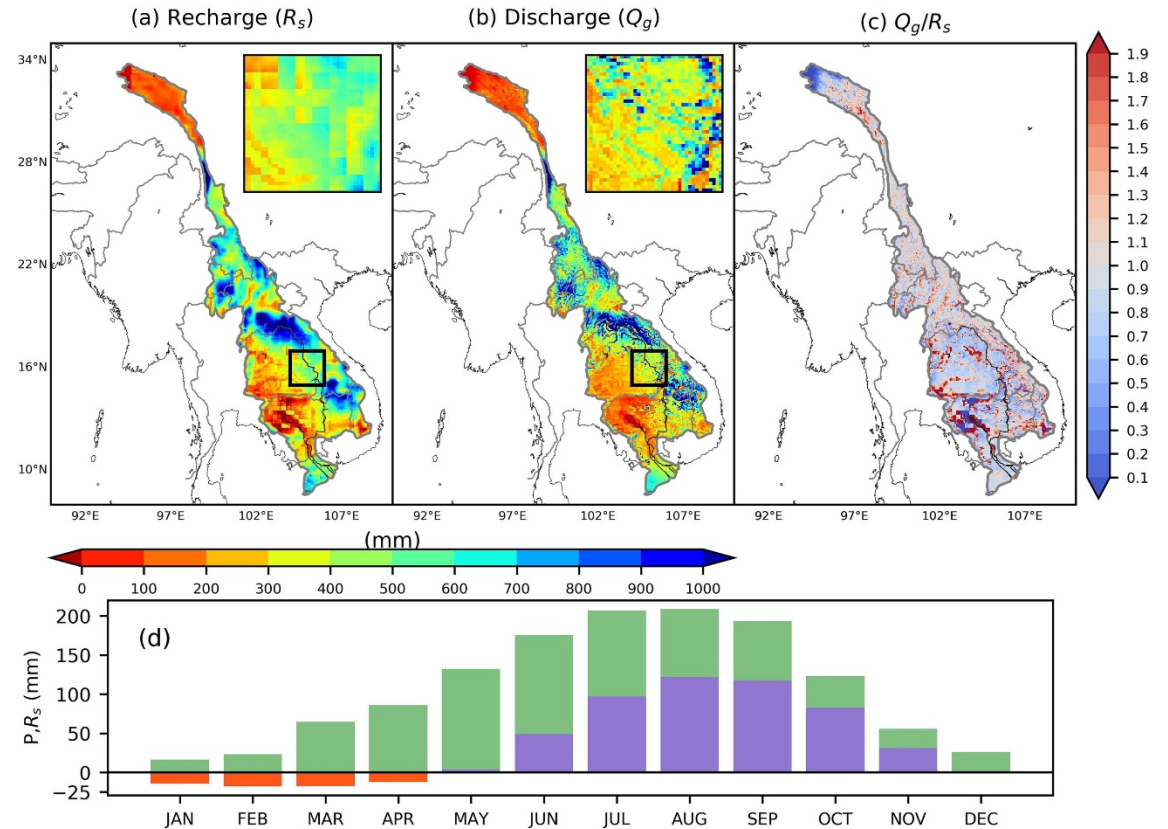 (a) Recharge (Rs)
(b) Discharge (Qg)
(c) Qg/Rs
34°N
28°N
22°N
16°N
10°N
92°E 97°E 102°E 107°E
92°E 97°E 102°E 107°E
92°E 97°E 102°E 107°E
1.9
1.8
1.7
1.6
1.5
1.4
1.3
1.2
1.1
1.0
0.9
0.8
0.7
0.6
0.5
0.4
0.3
0.2
0.1
(mm)
0 100 200 300 400 500 600 700 800 900 1000
(d)
P,Rs (mm)
200
150
100
50
0
−25
JAN FEB MAR APR MAY JUN JUL AUG SEP OCT NOV DEC